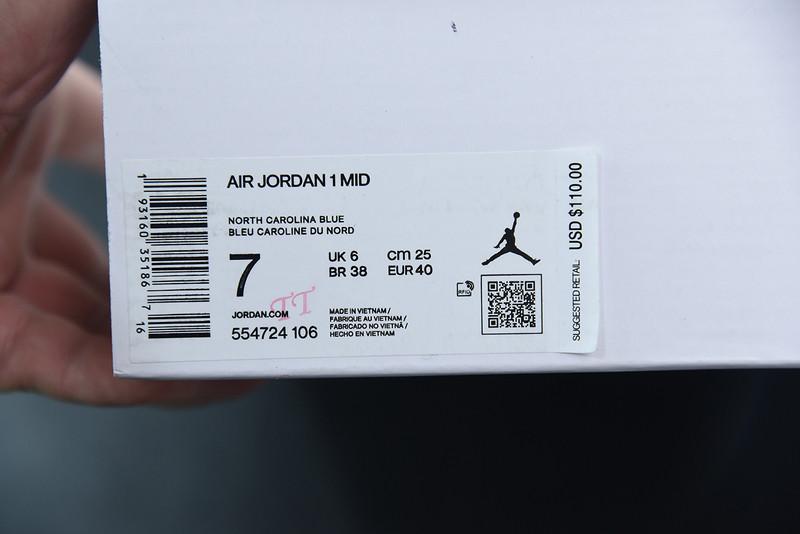 AIR JORDAN 1 MID
NORTH CAROLINA BLUE
BLEU CAROLINE DU NORD
7
UK 6 CM 25
BR 38 EUR 40
TT
JORDAN.COM
554724 106
MADE IN VIETNAM /
FABRIQUE AU VIETNAM /
FABRICADO NO VIETNÃ /
HECHO EN VIETNAM
RFID
1 93160 35186 7 16
SUGGESTED RETAIL: USD $110.00